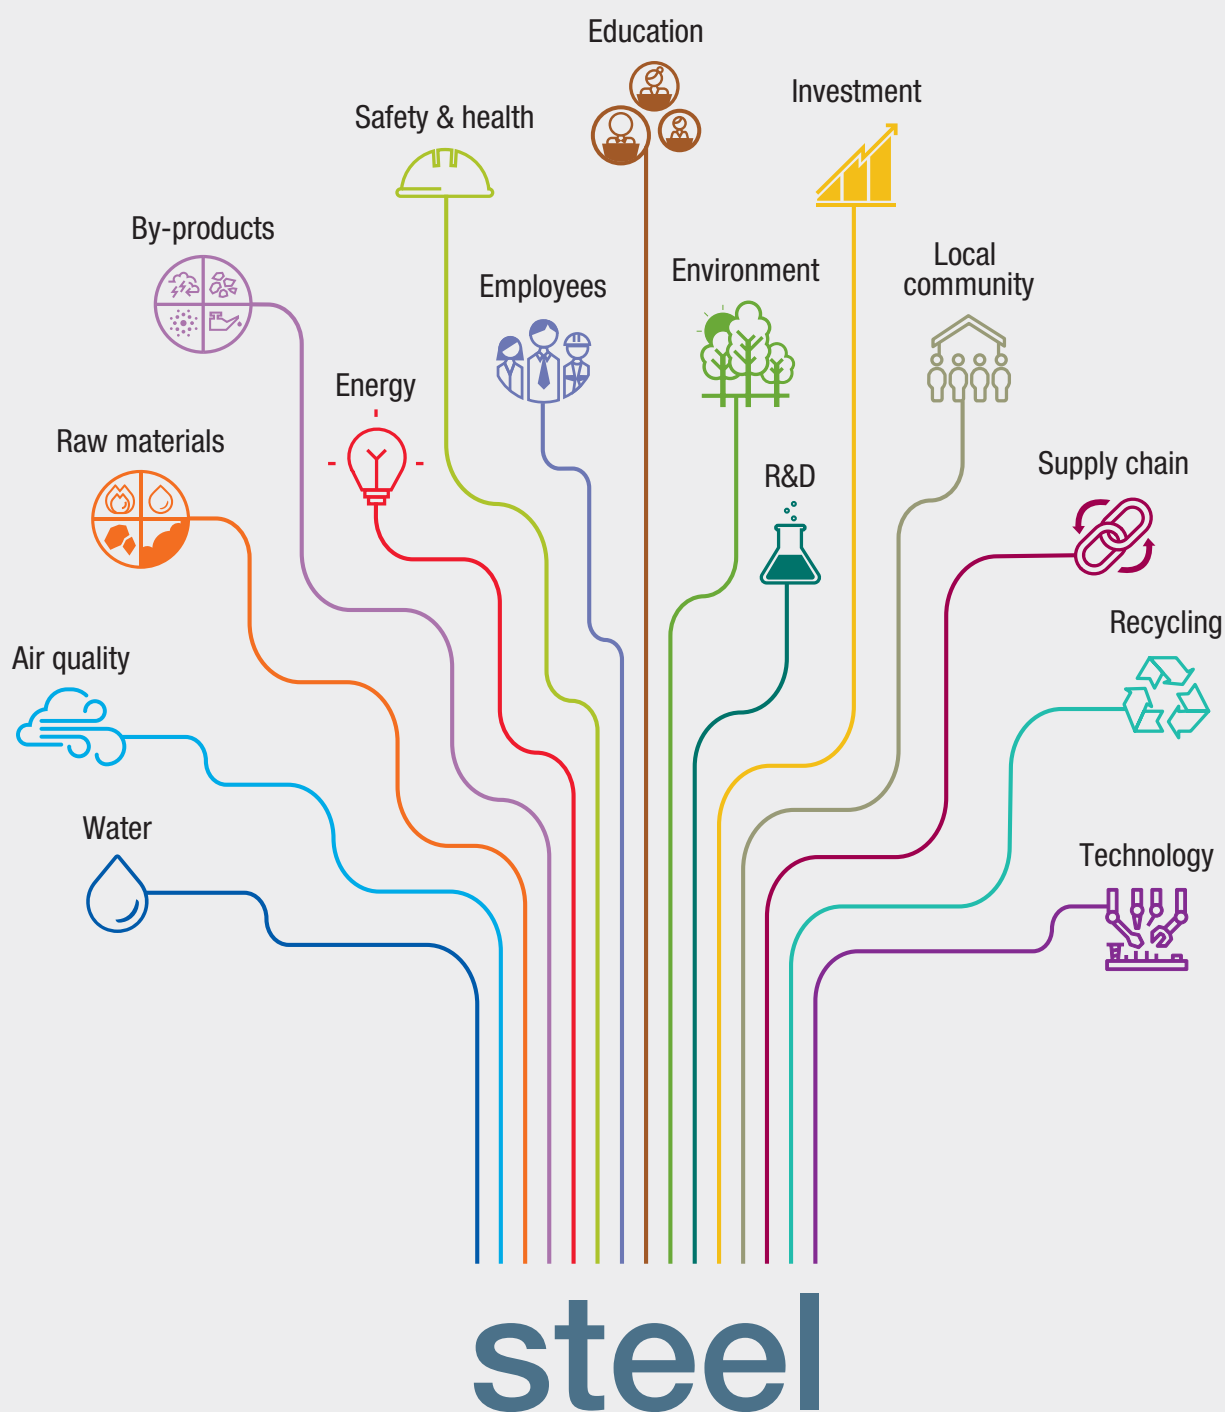 Education
Investment
Safety & health
By-products
Local
community
Environment
Employees
Energy
Raw materials
Supply chain
R&D
Recycling
Air quality
Water
Technology
steel